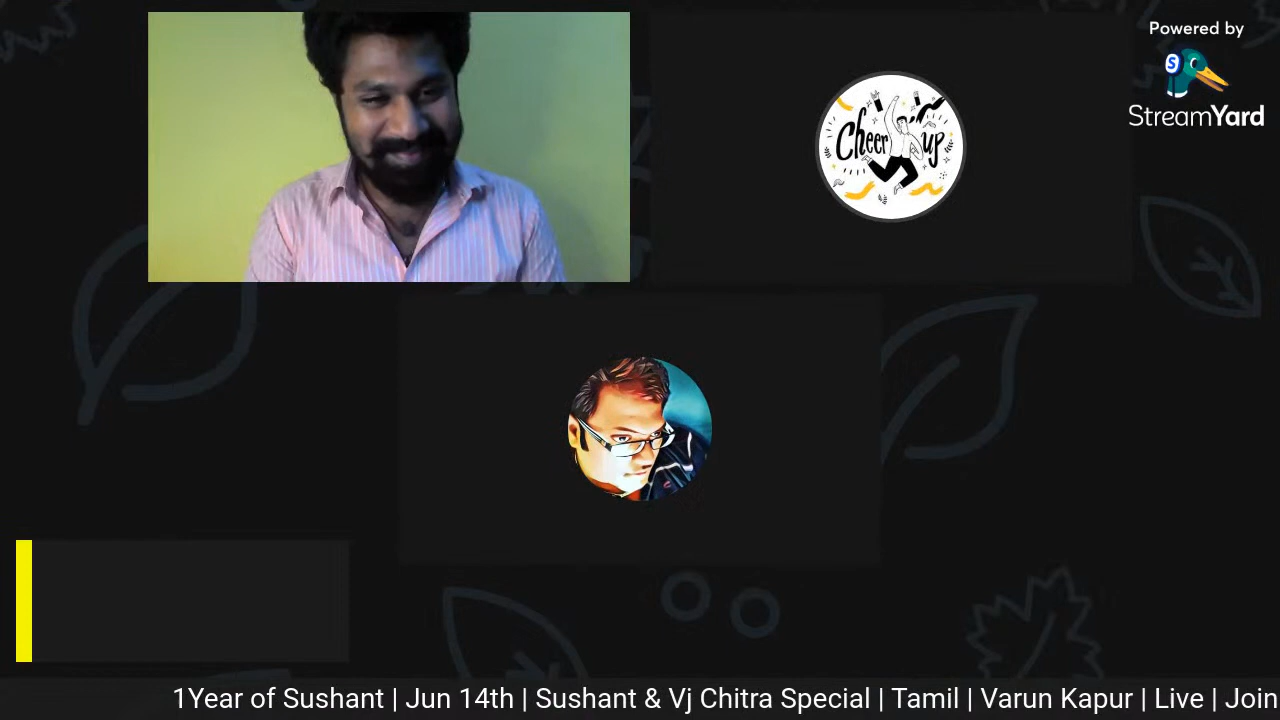 Powered by
S
StreamYard
Cheer up
1Year of Sushant | Jun 14th | Sushant & Vj Chitra Special | Tamil | Varun Kapur | Live | Join